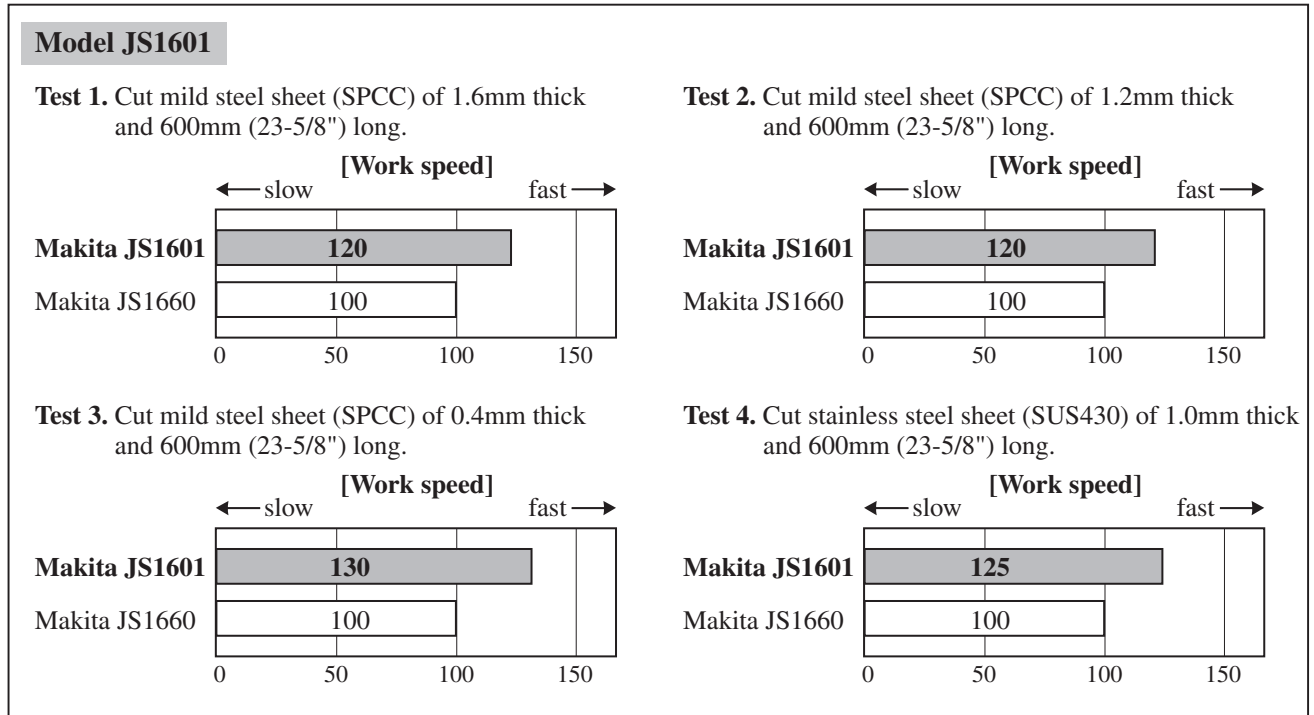 Model JS1601
Test 1. Cut mild steel sheet (SPCC) of 1.6mm thick
and 600mm (23-5/8") long.
[Work speed]
slow fast
Makita JS1601 120
Makita JS1660 100
0 50 100 150
Test 2. Cut mild steel sheet (SPCC) of 1.2mm thick
and 600mm (23-5/8") long.
[Work speed]
slow fast
Makita JS1601 120
Makita JS1660 100
0 50 100 150
Test 3. Cut mild steel sheet (SPCC) of 0.4mm thick
and 600mm (23-5/8") long.
[Work speed]
slow fast
Makita JS1601 130
Makita JS1660 100
0 50 100 150
Test 4. Cut stainless steel sheet (SUS430) of 1.0mm thick
and 600mm (23-5/8") long.
[Work speed]
slow fast
Makita JS1601 125
Makita JS1660 100
0 50 100 150